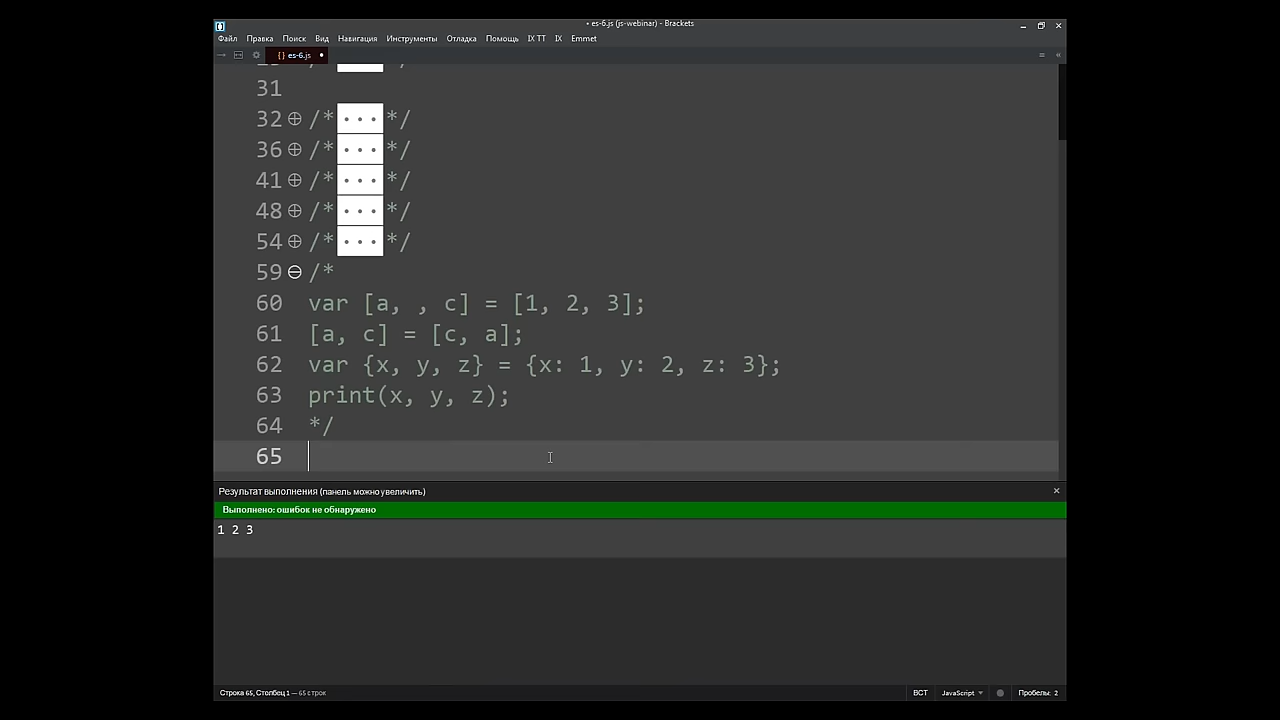 • es-6.js (js-webinar) - Brackets
Файл Правка Поиск Вид Навигация Инструменты Отладка Помощь IX TT IX Emmet
{ } es-6.js •
31
32 /*...*/
36 /*...*/
41 /*...*/
48 /*...*/
54 /*...*/
59 /*
60 var [a, , c] = [1, 2, 3];
61 [a, c] = [c, a];
62 var {x, y, z} = {x: 1, y: 2, z: 3};
63 print(x, y, z);
64 */
65
Результат выполнения (панель можно увеличить)
Выполнено: ошибок не обнаружено
1 2 3
Строка 65, Столбец 1 — 65 строк ВСТ JavaScript Пробелы: 2